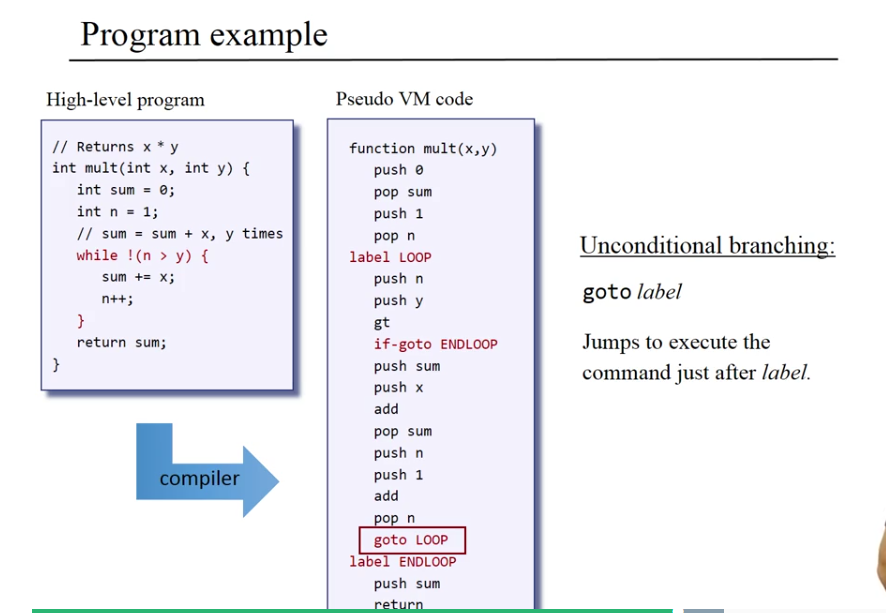 Program example
High-level program
// Returns x * y
int mult(int x, int y) {
int sum = 0;
int n = 1;
// sum = sum + x, y times
while !(n > y) {
sum += x;
n++;
}
return sum;
}
compiler
Pseudo VM code
function mult(x,y)
push 0
pop sum
push 1
pop n
label LOOP
push n
push y
gt
if-goto ENDLOOP
push sum
push x
add
pop sum
push n
push 1
add
pop n
goto LOOP
label ENDLOOP
push sum
return
Unconditional branching:
goto label
Jumps to execute the
command just after label.